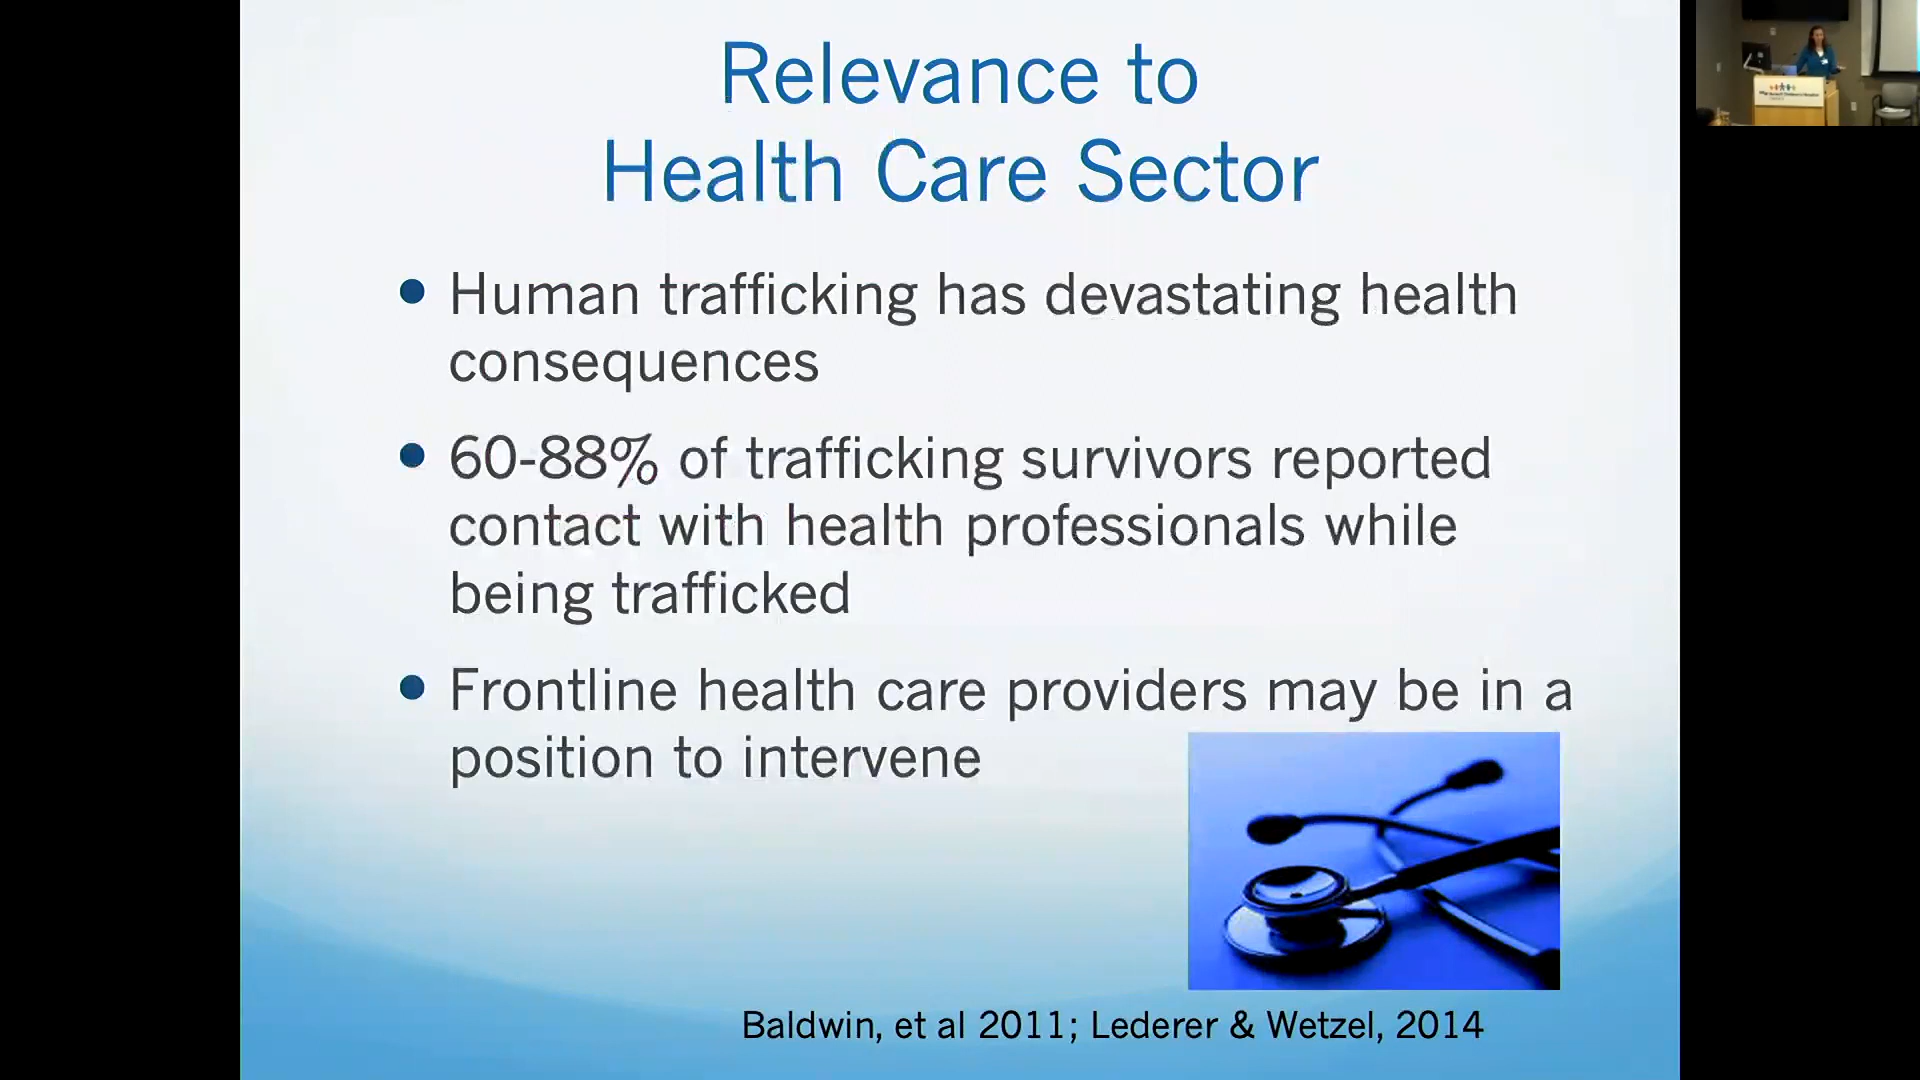 Relevance to
Health Care Sector
• Human trafficking has devastating health
consequences
• 60-88% of trafficking survivors reported
contact with health professionals while
being trafficked
• Frontline health care providers may be in a
position to intervene
Baldwin, et al 2011; Lederer & Wetzel, 2014